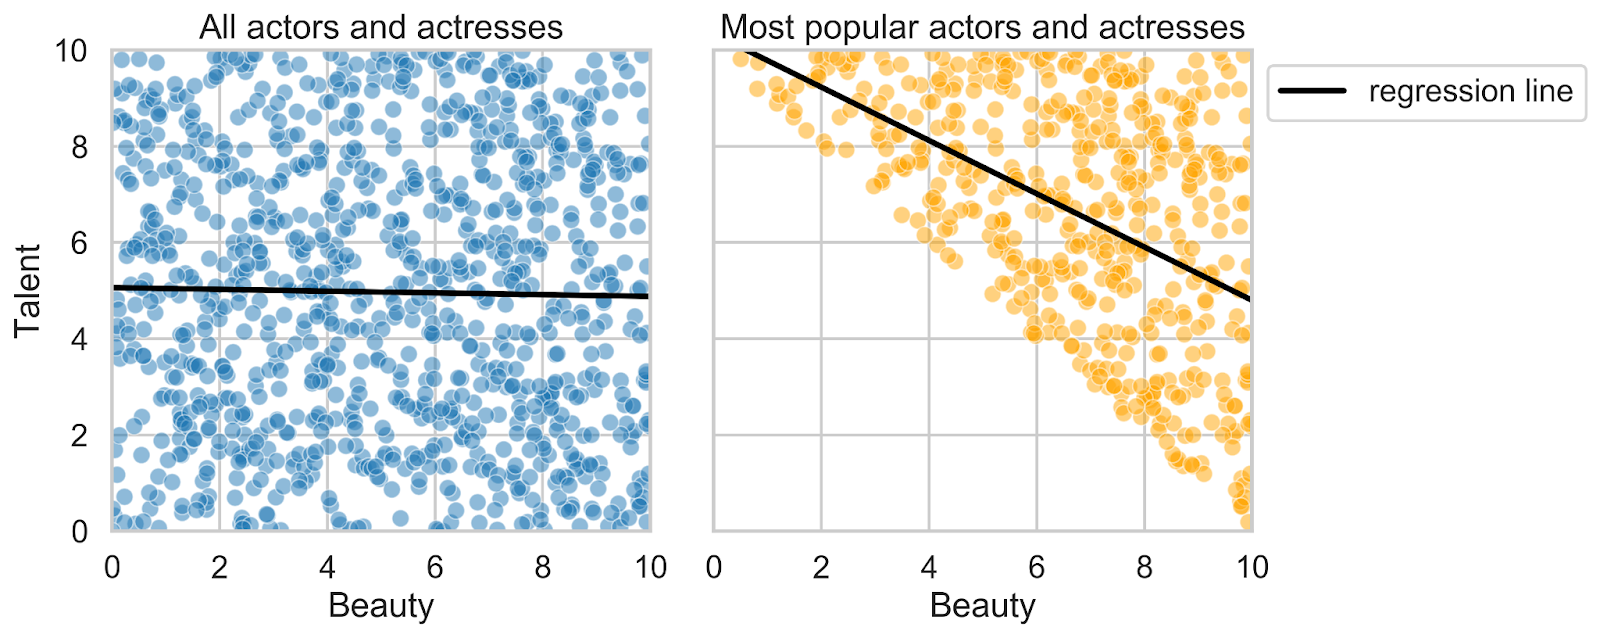 All actors and actresses
Most popular actors and actresses
regression line
Talent
10
8
6
4
2
0
0 2 4 6 8 10
0 2 4 6 8 10
Beauty
Beauty